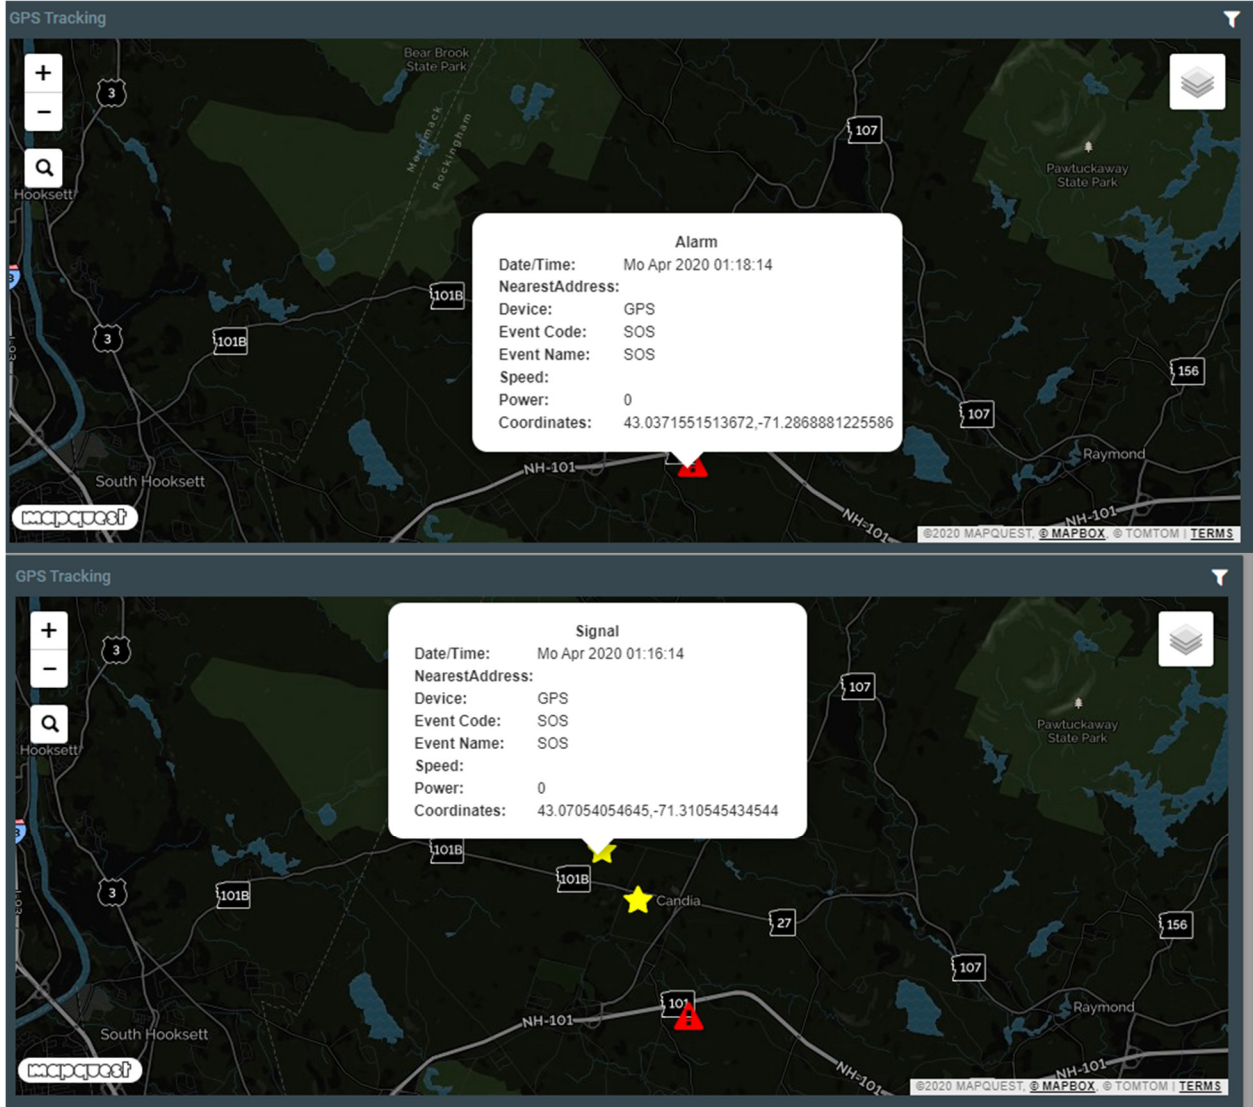 GPS Tracking
Bear Brook
State Park
3
107
Merrimack
Rockingham
Pawtuckaway
State Park
Hooksett
Alarm
Date/Time: Mo Apr 2020 01:18:14
NearestAddress:
Device: GPS
Event Code: SOS
Event Name: SOS
Speed:
Power: 0
Coordinates: 43.0371551513672,-71.2868881225586
101B
3
101B
156
107
Raymond
NH-101
South Hooksett
mapquest
NH-101
NH-101
©2020 MAPQUEST, © MAPBOX, © TOMTOM | TERMS
GPS Tracking
Signal
Date/Time: Mo Apr 2020 01:16:14
NearestAddress:
Device: GPS
Event Code: SOS
Event Name: SOS
Speed:
Power: 0
Coordinates: 43.07054054645,-71.310545434544
3
107
Pawtuckaway
State Park
Hooksett
101B
101B
3
101B
Candia
27
156
107
101
Raymond
NH-101
South Hooksett
mapquest
NH-101
NH-101
©2020 MAPQUEST, © MAPBOX, © TOMTOM | TERMS